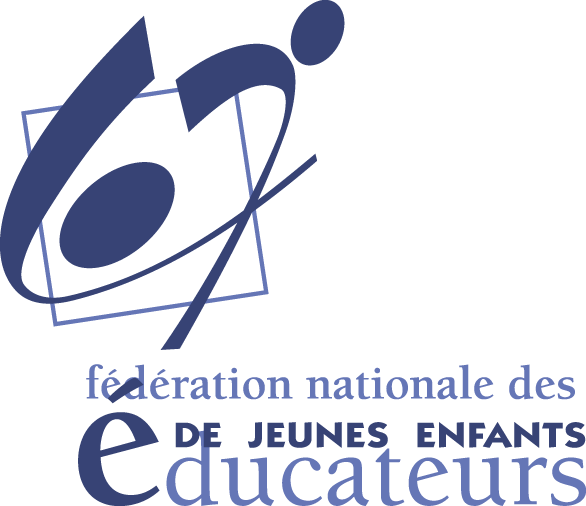 fédération nationale des
éducateurs
DE JEUNES ENFANTS